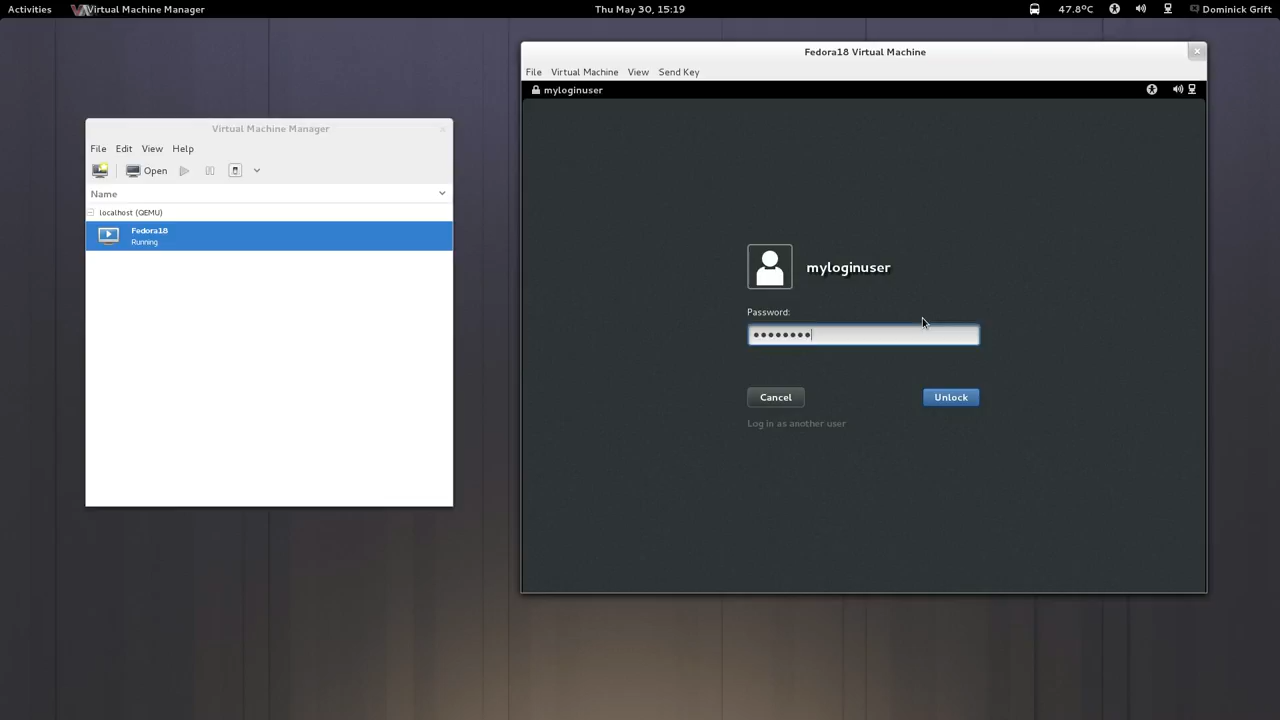 Activities Virtual Machine Manager Thu May 30, 15:19 47.8°C Dominick Grift
Virtual Machine Manager
File Edit View Help
Open
Name
localhost (QEMU)
Fedora18
Running
Fedora18 Virtual Machine
File Virtual Machine View Send Key
myloginuser
myloginuser
Password:
Cancel Unlock
Log in as another user